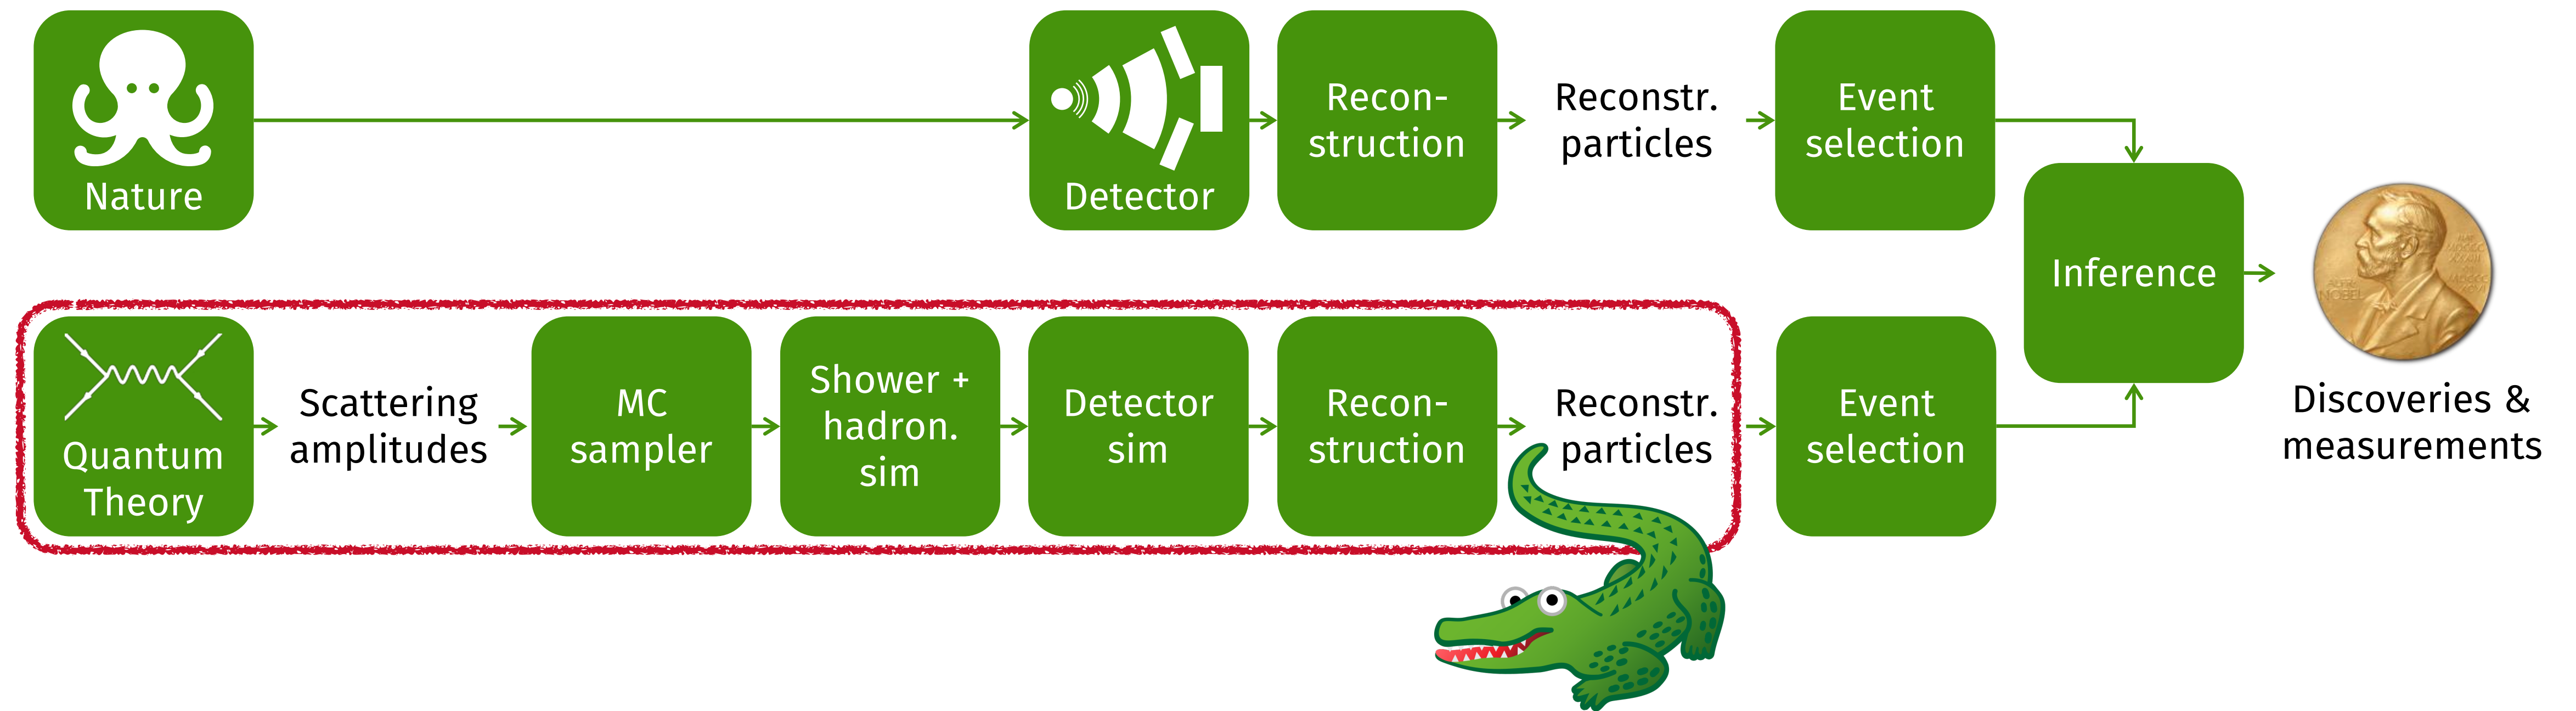 Nature
Detector
Recon-
struction
Reconstr.
particles
Event
selection
Inference
Discoveries &
measurements
Quantum
Theory
Scattering
amplitudes
MC
sampler
Shower +
hadron.
sim
Detector
sim
Recon-
struction
Reconstr.
particles
Event
selection